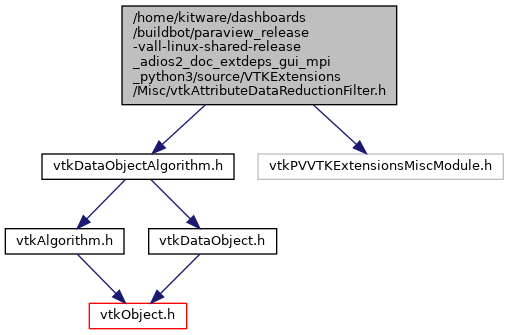 /home/kitware/dashboards
/buildbot/paraview_release
-vall-linux-shared-release
_adios2_doc_extdeps_gui_mpi
_python3/source/VTKExtensions
/Misc/vtkAttributeDataReductionFilter.h
vtkDataObjectAlgorithm.h
vtkPVVTKExtensionsMiscModule.h
vtkAlgorithm.h
vtkDataObject.h
vtkObject.h